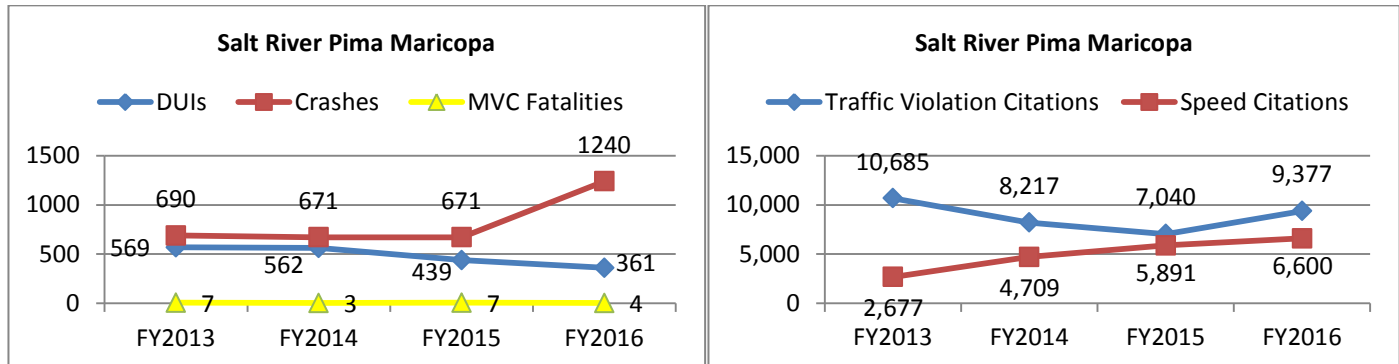 Salt River Pima Maricopa
DUIs Crashes MVC Fatalities
1240
1500
1000
690 671 671
500
569 562 439 361
0
7 3 7 4
FY2013 FY2014 FY2015 FY2016
Salt River Pima Maricopa
Traffic Violation Citations Speed Citations
15,000
10,685
8,217 7,040 9,377
10,000
5,000
2,677 4,709 5,891 6,600
0
FY2013 FY2014 FY2015 FY2016